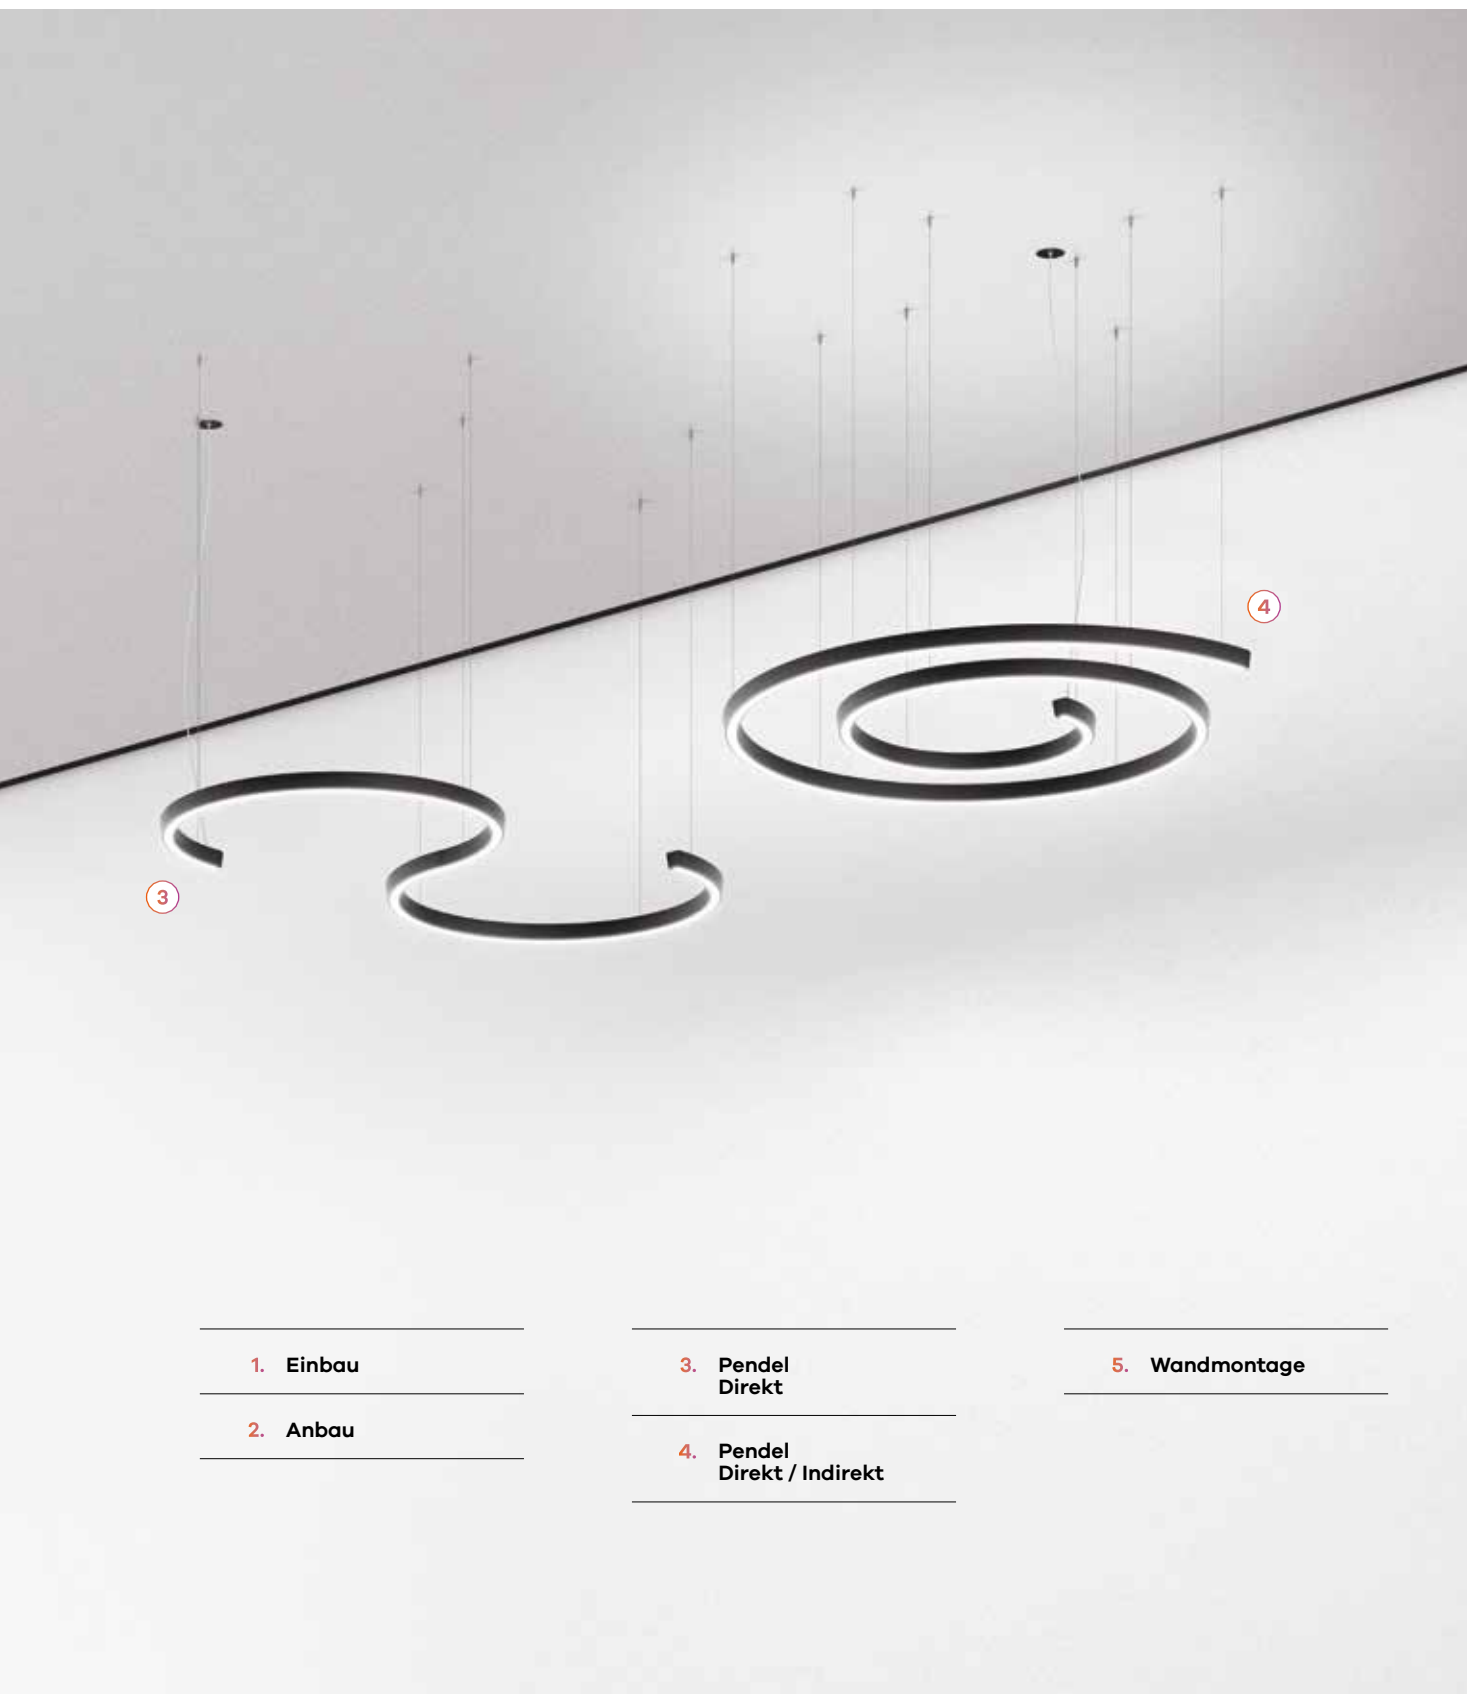 4
3
1. Einbau
2. Anbau
3. Pendel
Direkt
4. Pendel
Direkt / Indirekt
5. Wandmontage